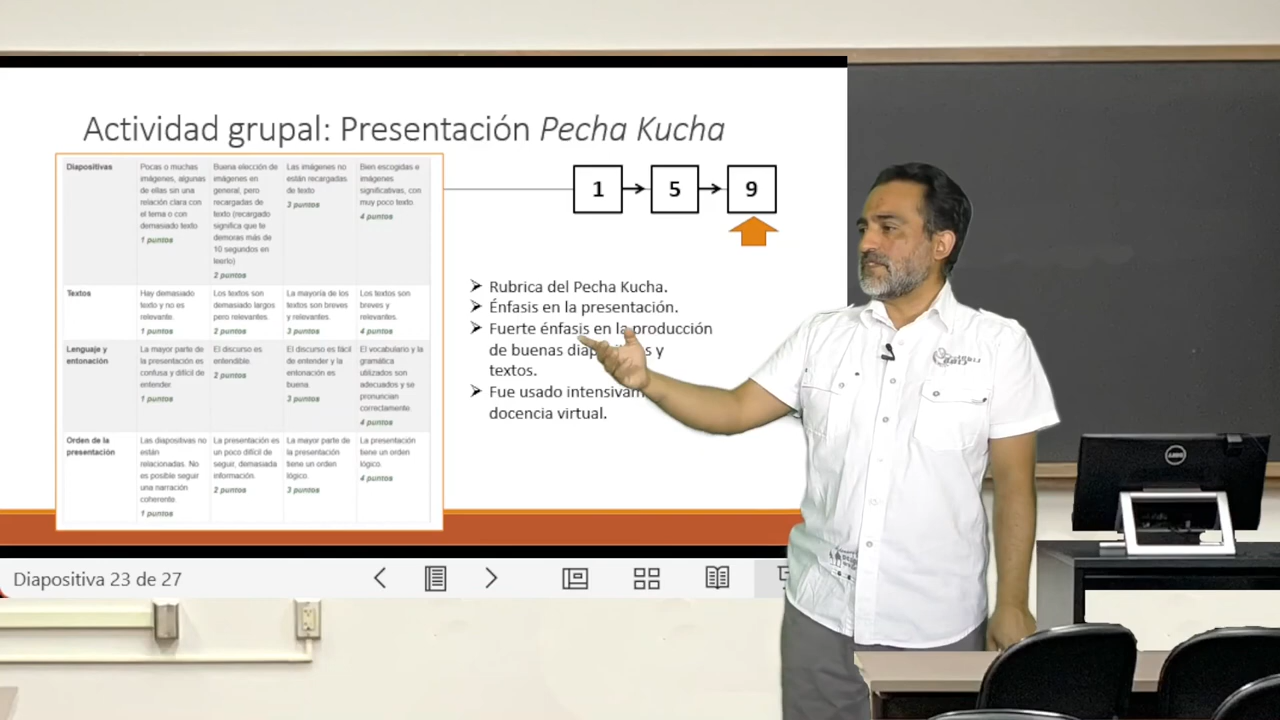 Actividad grupal: Presentación Pecha Kucha
Diapositivas
Pocas o muchas
imágenes, algunas
de ellas sin una
relación clara con
el tema o con
demasiado texto
1 puntos
Buena elección de
imágenes en
general, pero
recargadas de
texto (recargado
significa que te
demoras más de
10 segundos en
leerlo)
2 puntos
Las imágenes no
están recargadas
de texto
3 puntos
Bien escogidas e
imágenes
significativas, con
muy poco texto.
4 puntos
Textos
Hay demasiado
texto y no es
relevante.
1 puntos
Los textos son
demasiado largos
pero relevantes.
2 puntos
La mayoría de los
textos son breves
y relevantes.
3 puntos
Los textos son
breves y
relevantes.
4 puntos
Lenguaje y
entonación
La mayor parte de
la presentación es
confusa y difícil de
entender.
1 puntos
El discurso es
entendible.
2 puntos
El discurso es fácil
de entender y la
entonación es
buena.
3 puntos
El vocabulario y la
gramática
utilizados son
adecuados y se
pronuncian
correctamente.
4 puntos
Orden de la
presentación
Las diapositivas no
están
relacionadas. No
es posible seguir
una narración
coherente.
1 puntos
La presentación es
un poco difícil de
seguir, demasiada
información.
2 puntos
La mayor parte de
la presentación
tiene un orden
lógico.
3 puntos
La presentación
tiene un orden
lógico.
4 puntos
1 5 9
Rubrica del Pecha Kucha.
Énfasis en la presentación.
Fuerte énfasis en la producción
de buenas y
textos.
Fue usado
docencia virtual.
Diapositiva 23 de 27
DELL